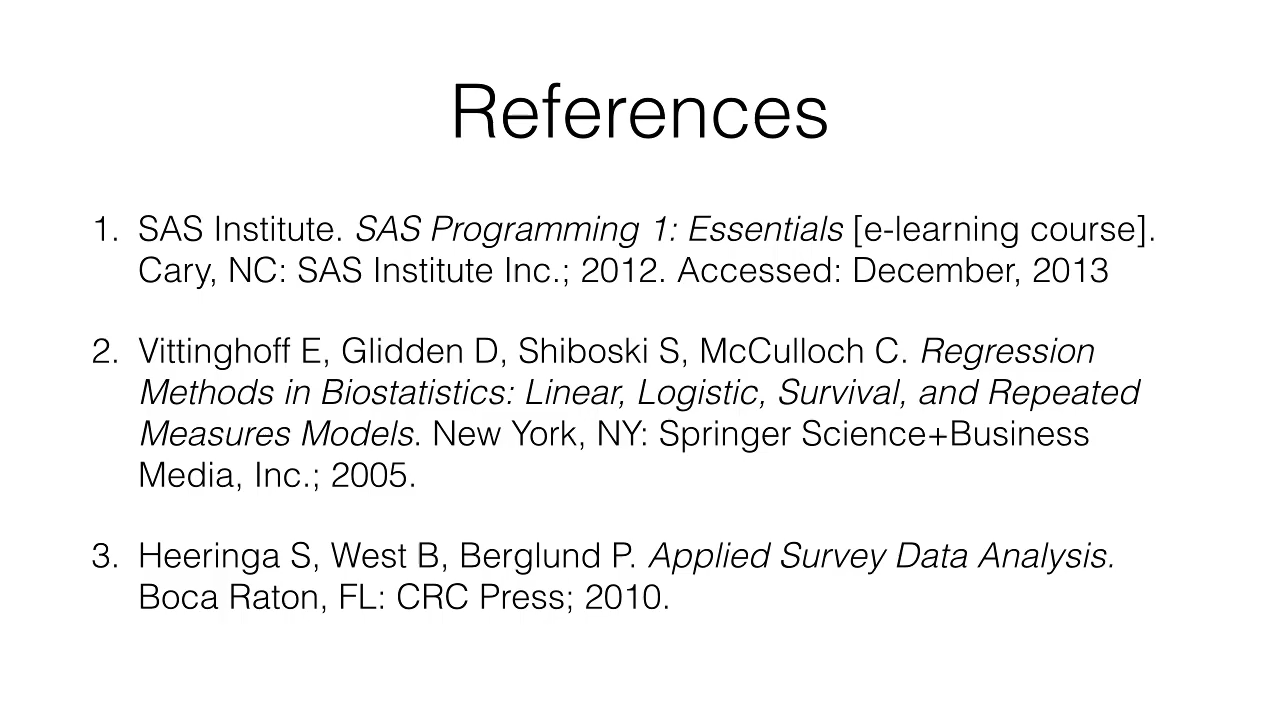 References
1. SAS Institute. SAS Programming 1: Essentials [e-learning course].
Cary, NC: SAS Institute Inc.; 2012. Accessed: December, 2013
2. Vittinghoff E, Glidden D, Shiboski S, McCulloch C. Regression
Methods in Biostatistics: Linear, Logistic, Survival, and Repeated
Measures Models. New York, NY: Springer Science+Business
Media, Inc.; 2005.
3. Heeringa S, West B, Berglund P. Applied Survey Data Analysis.
Boca Raton, FL: CRC Press; 2010.